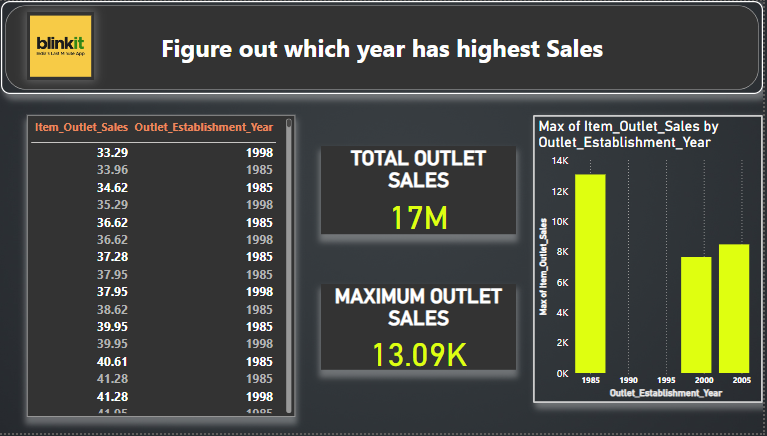 blinkit
India's Last Minute App
Figure out which year has highest Sales
Item_Outlet_Sales Outlet_Establishment_Year
33.29 1998
33.96 1985
34.62 1985
35.29 1998
36.62 1985
36.62 1998
37.28 1985
37.95 1985
37.95 1998
38.62 1985
39.95 1985
39.95 1998
40.61 1985
41.28 1985
41.28 1998
41.95 1985
TOTAL OUTLET
SALES
17M
MAXIMUM OUTLET
SALES
13.09K
Max of Item_Outlet_Sales by
Outlet_Establishment_Year
Max of Item_Outlet_Sales
14K
12K
10K
8K
6K
4K
2K
0K
1985 1990 1995 2000 2005
Outlet_Establishment_Year